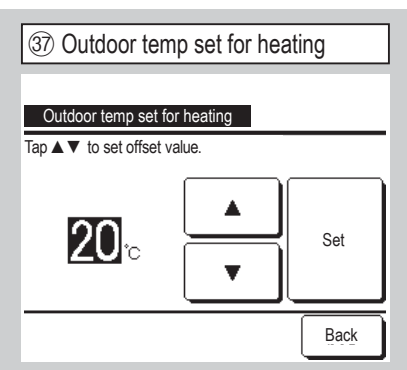 ㊲ Outdoor temp set for heating
Outdoor temp set for heating
Tap ▲▼ to set offset value.
▲
20°C
Set
▼
Back